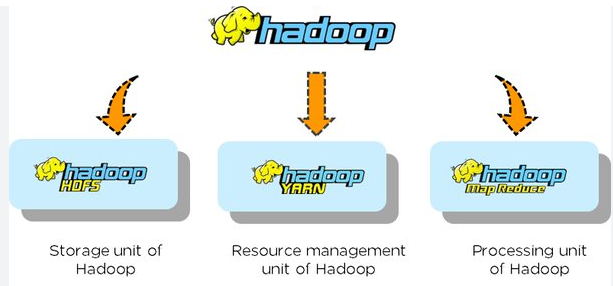 hadoop
hadoop
HDFS
hadoop
YARN
hadoop
Map Reduce
Storage unit of
Hadoop
Resource management
unit of Hadoop
Processing unit
of Hadoop